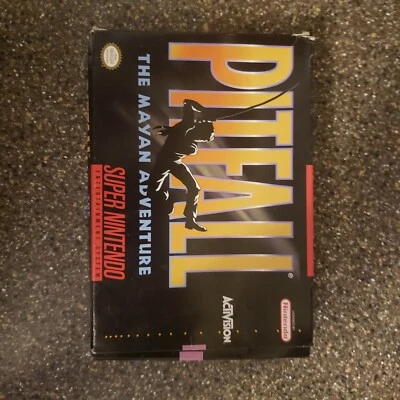 PITFALL®
THE MAYAN ADVENTURE
SUPER NINTENDO
ENTERTAINMENT SYSTEM
ACTIVISION
Nintendo